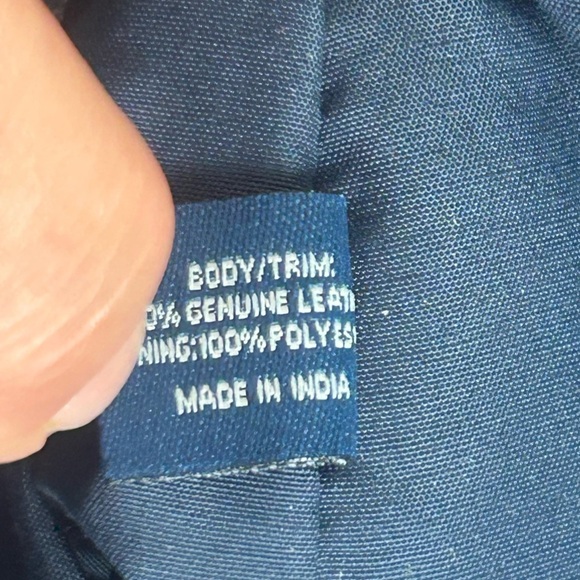 BODY/TRIM:
0% GENUINE LEAT
NING:100% POLYES
MADE IN INDIA